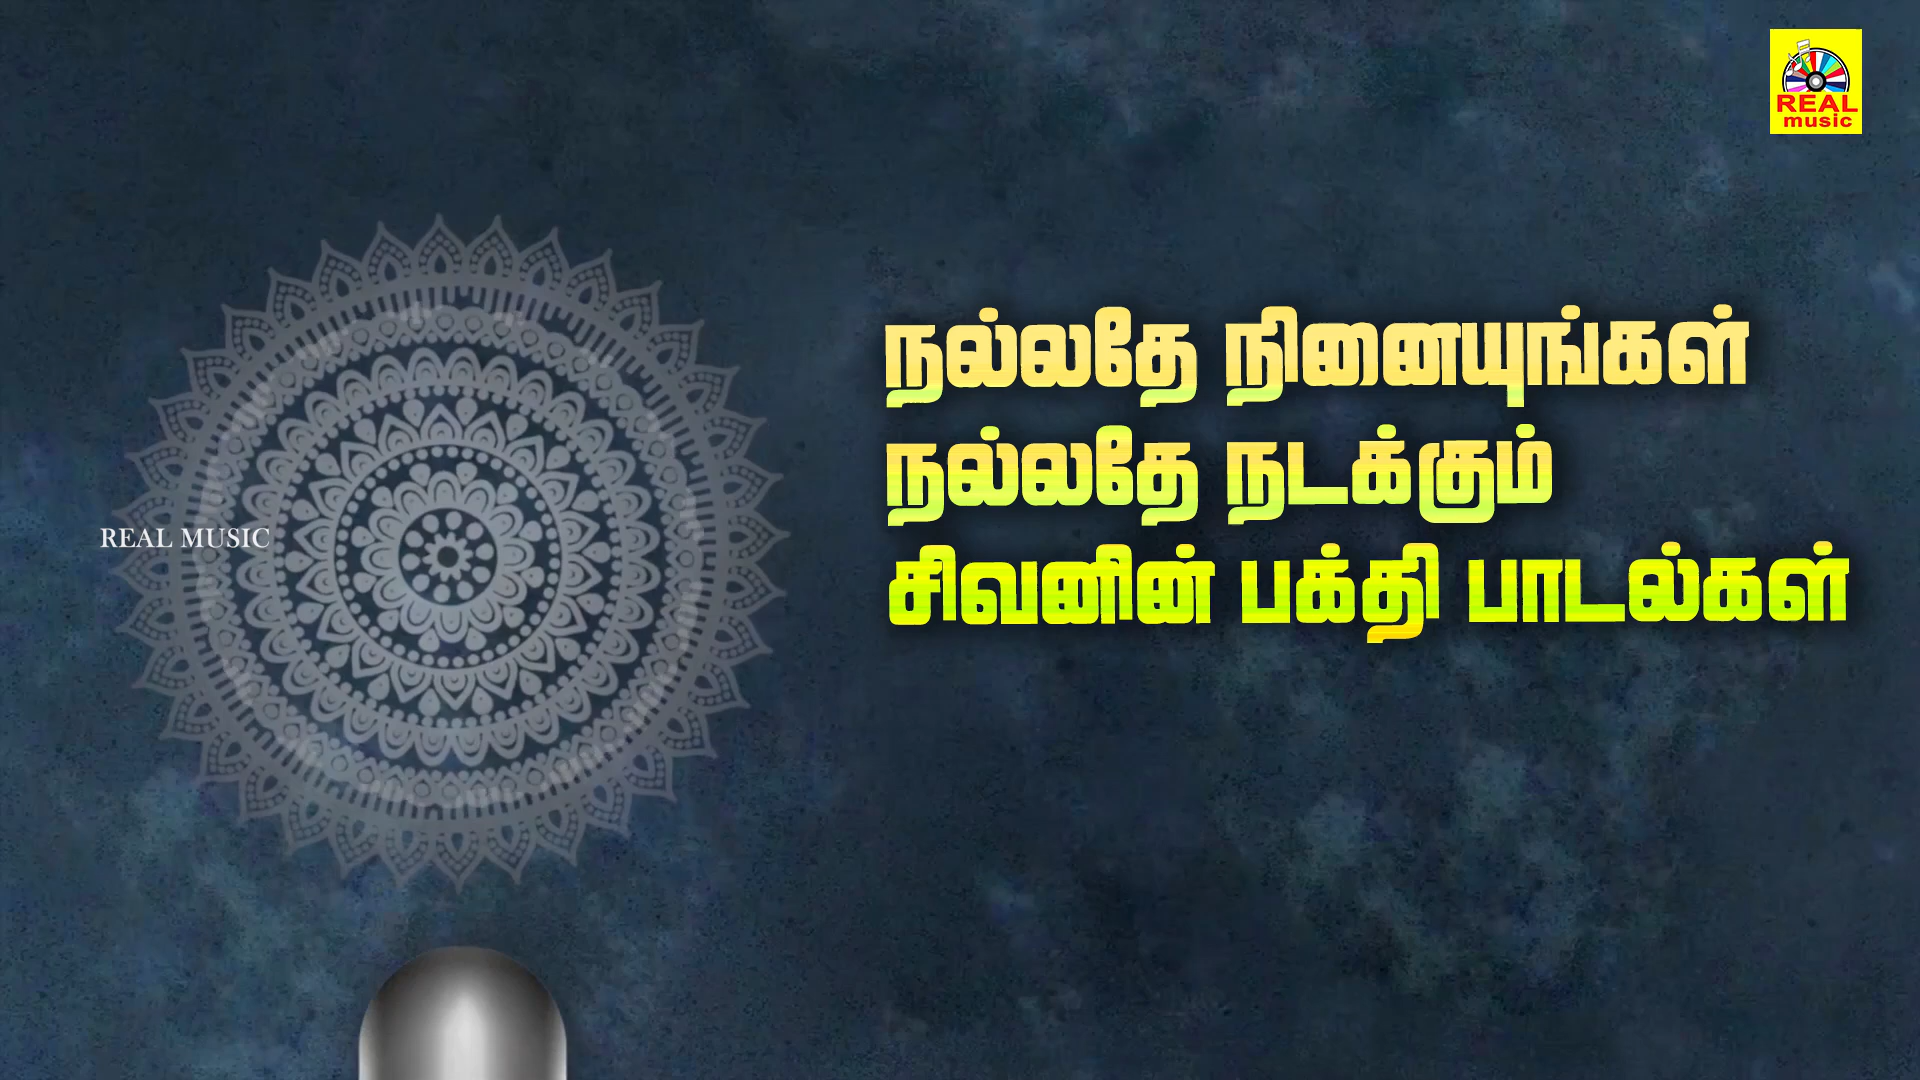 REAL
music
நல்லதே நினையுங்கள்
நல்லதே நடக்கும்
சிவனின் பக்தி பாடல்கள்
REAL MUSIC